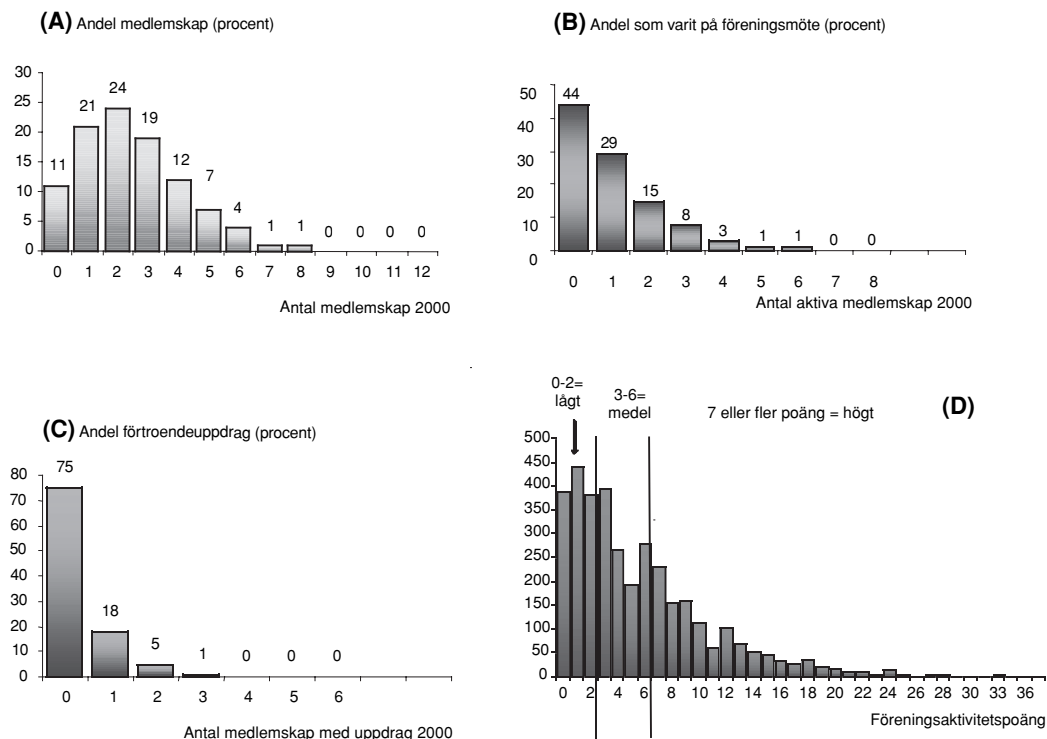 (A) Andel medlemskap (procent)
30
25
20
15
10
5
0
11 21 24 19 12 7 4 1 1 0 0 0 0
0 1 2 3 4 5 6 7 8 9 10 11 12
Antal medlemskap 2000
(B) Andel som varit på föreningsmöte (procent)
50
40
30
20
10
0
44 29 15 8 3 1 1 0 0
0 1 2 3 4 5 6 7 8
Antal aktiva medlemskap 2000
(C) Andel förtroendeuppdrag (procent)
80
70
60
50
40
30
20
10
0
75 18 5 1 0 0 0
0 1 2 3 4 5 6
Antal medlemskap med uppdrag 2000
0-2=
lågt
3-6=
medel
7 eller fler poäng = högt
(D)
500
450
400
350
300
250
200
150
100
50
0
0 2 4 6 8 10 12 14 16 18 20 22 24 26 28 30 33 36
Föreningsaktivitetspoäng